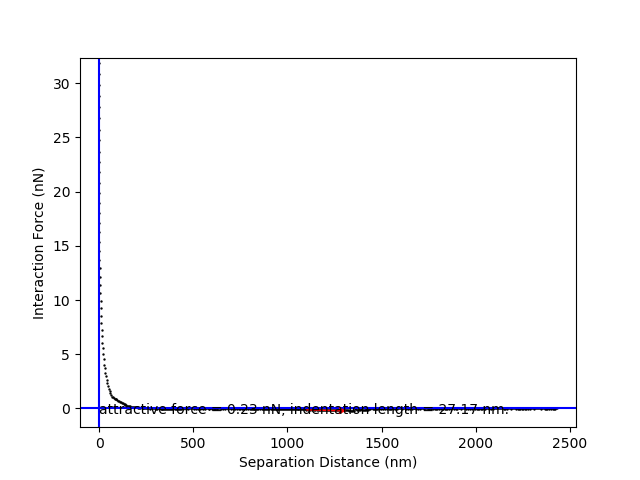 30
25
20
15
10
5
0
Interaction Force (nN)
attractive force = 0.23 nN, indentation length = 27.17 nm.
0 500 1000 1500 2000 2500
Separation Distance (nm)